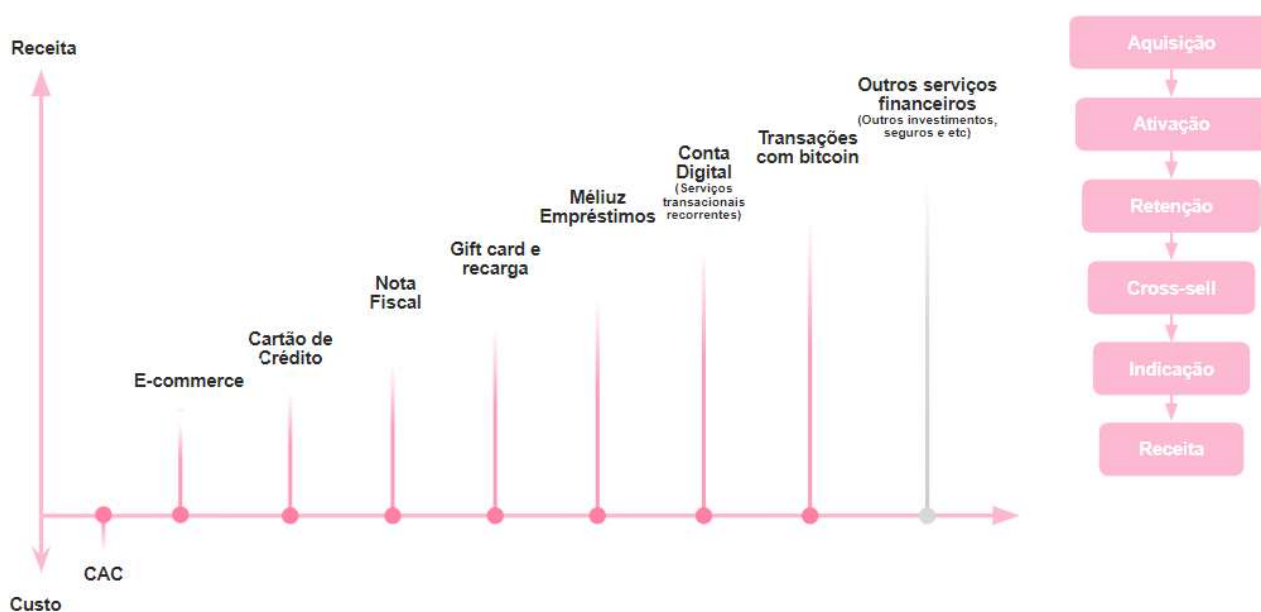 Receita
Outros serviços
financeiros
(Outros investimentos,
seguros e etc)
Transações
com bitcoin
Conta
Digital
(Serviços
transacionais
recorrentes)
Méliuz
Empréstimos
Gift card e
recarga
Nota
Fiscal
Cartão de
Crédito
E-commerce
CAC
Custo
Aquisição
Ativação
Retenção
Cross-sell
Indicação
Receita